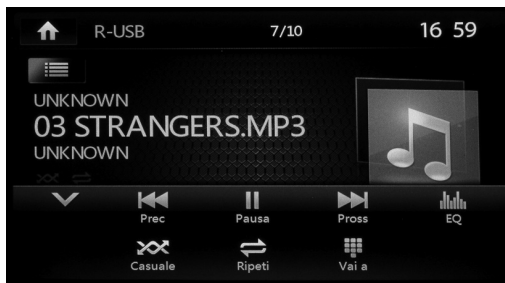 R-USB 7/10 16 59
UNKNOWN
03 STRANGERS.MP3
UNKNOWN
Prec Pausa Pross EQ
Casuale Ripeti Vai a